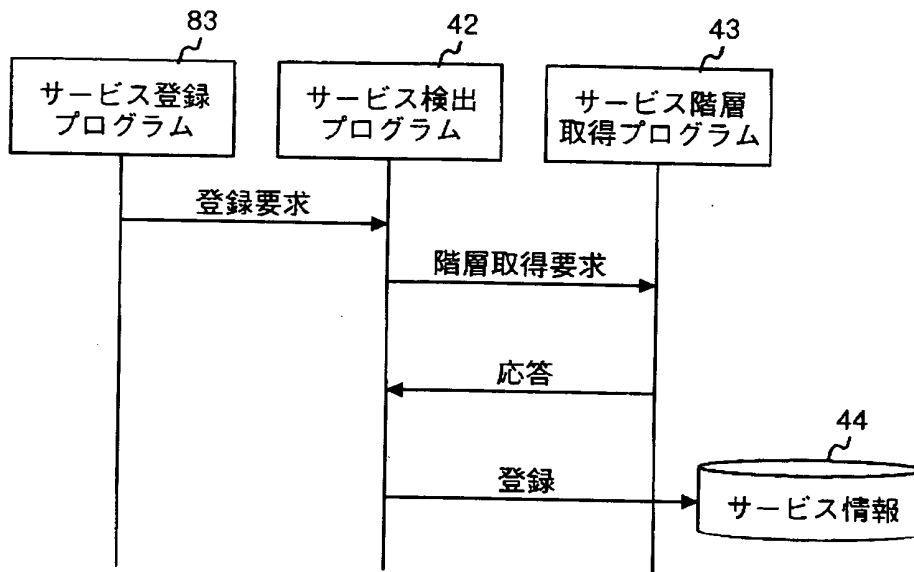 83
42
43
サービス登録
プログラム
サービス検出
プログラム
サービス階層
取得プログラム
登録要求
階層取得要求
応答
44
登録
サービス情報